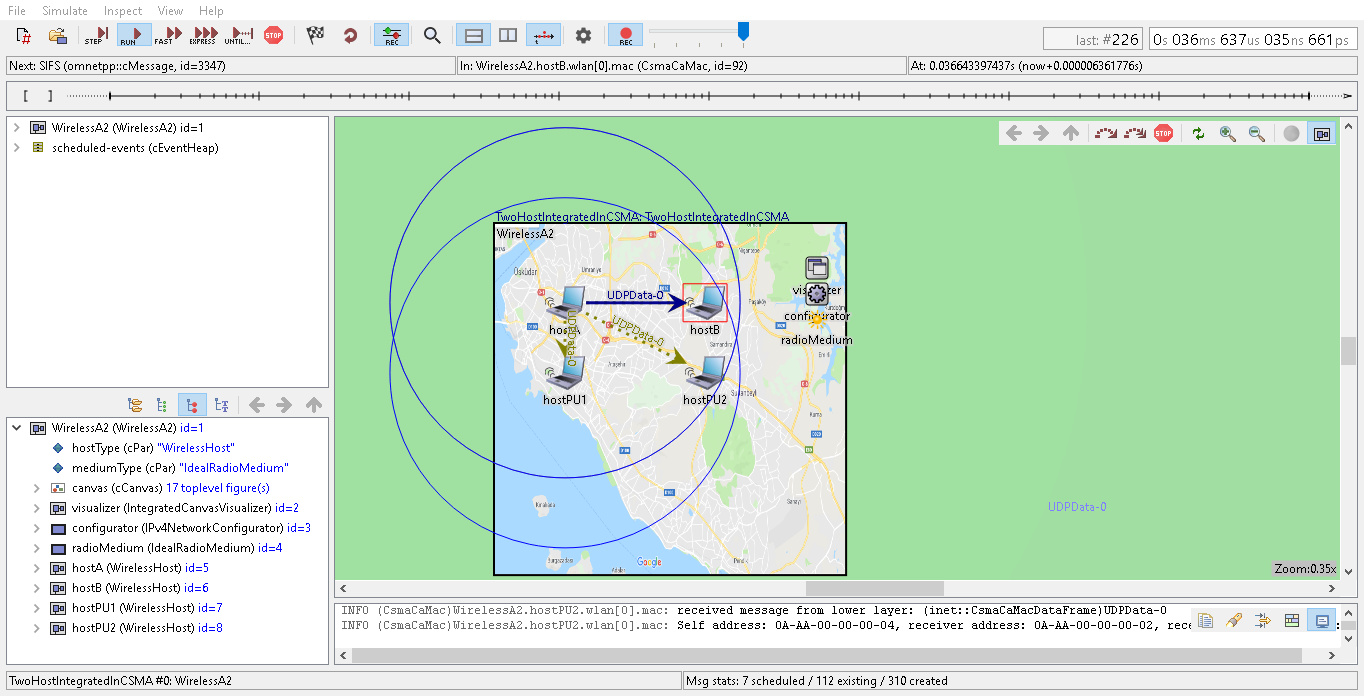 File Simulate Inspect View Help
STEP RUN FAST EXPRESS UNTIL... STOP REC REC
last: #226 0s 036ms 637us 035ns 661ps
Next: SIFS (omnetpp::cMessage, id=3347) In: WirelessA2.hostB.wlan[0].mac (CsmaCaMac, id=92) At: 0.036643397437s (now+0.000006361776s)
[ ]
WirelessA2 (WirelessA2) id=1
scheduled-events (cEventHeap)
WirelessA2 (WirelessA2) id=1
hostType (cPar) "WirelessHost"
mediumType (cPar) "IdealRadioMedium"
canvas (cCanvas) 17 toplevel figure(s)
visualizer (IntegratedCanvasVisualizer) id=2
configurator (IPv4NetworkConfigurator) id=3
radioMedium (IdealRadioMedium) id=4
hostA (WirelessHost) id=5
hostB (WirelessHost) id=6
hostPU1 (WirelessHost) id=7
hostPU2 (WirelessHost) id=8
STOP
TwoHostIntegratedInCSMA: TwoHostIntegratedInCSMA
WirelessA2
Üsküdar
Umraniye
UDPData-0
hostA
hostB
UDPData-0
UDPData-0
configurator
radioMedium
hostPU1
hostPU2
Google
UDPData-0
Zoom:0.35x
INFO (CsmaCaMac)WirelessA2.hostPU2.wlan[0].mac: received message from lower layer: (inet::CsmaCaMacDataFrame)UDPData-0
INFO (CsmaCaMac)WirelessA2.hostPU2.wlan[0].mac: Self address: 0A-AA-00-00-00-04, receiver address: 0A-AA-00-00-00-02, rece
TwoHostIntegratedInCSMA #0: WirelessA2 Msg stats: 7 scheduled / 112 existing / 310 created